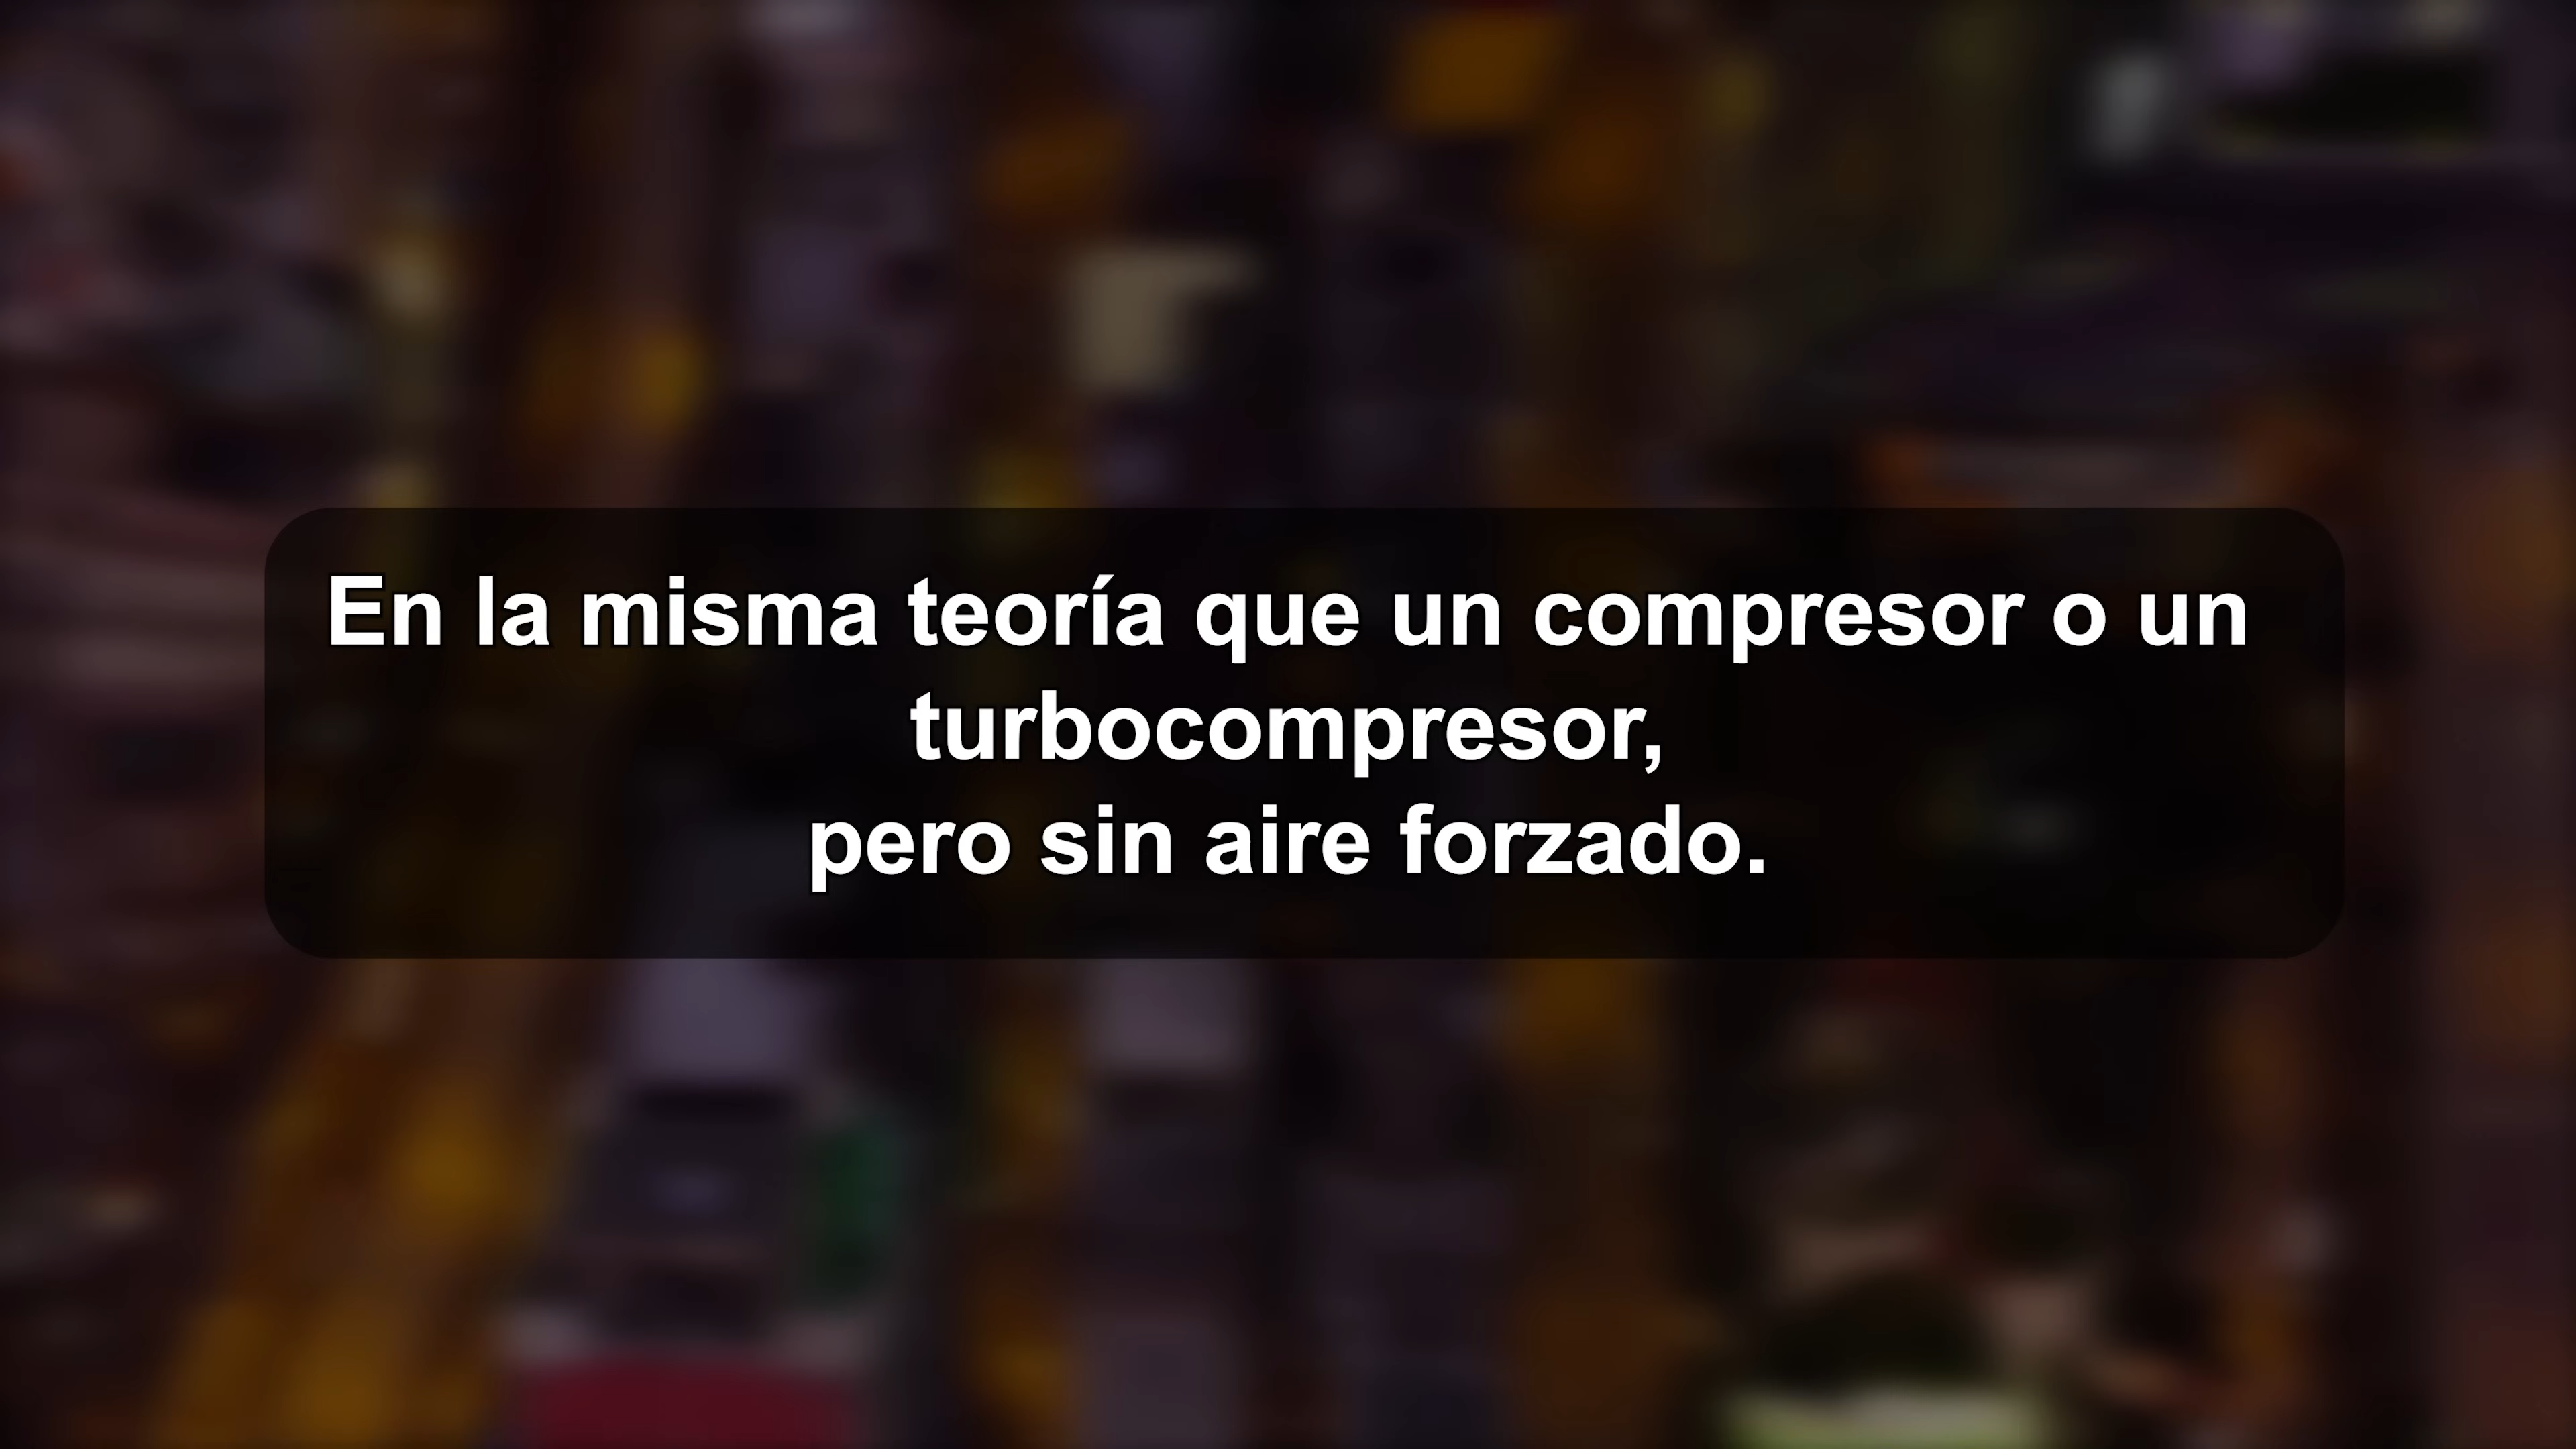 En la misma teoría que un compresor o un
turbocompresor,
pero sin aire forzado.